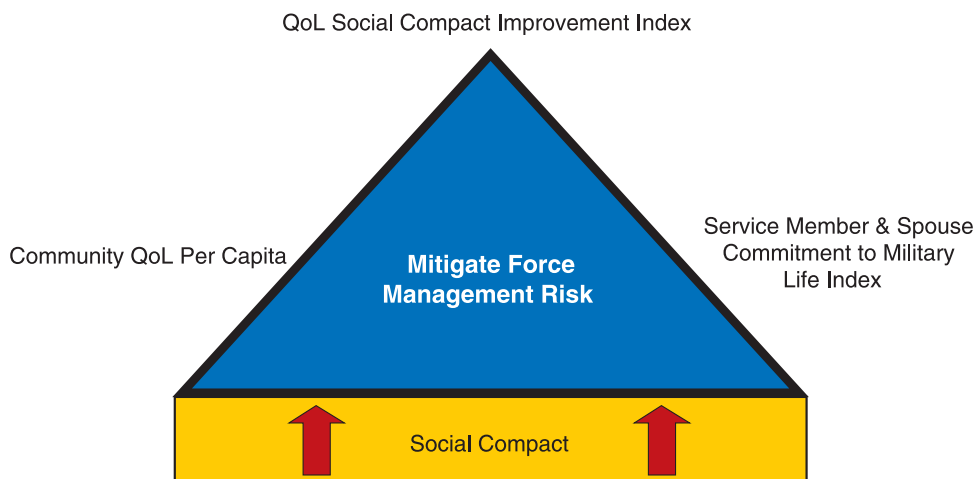 QoL Social Compact Improvement Index
Community QoL Per Capita
Service Member & Spouse
Commitment to Military
Life Index
Mitigate Force
Management Risk
Social Compact